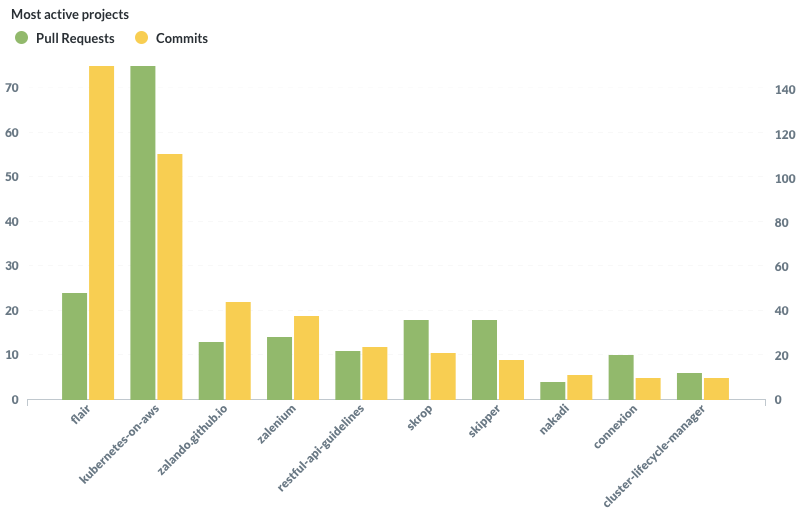 Most active projects
Pull Requests Commits
70 140
60 120
50 100
40 80
30 60
20 40
10 20
0 0
flair kubernetes-on-aws zalando.github.io zalenium restful-api-guidelines skrop skipper nakadi connexion cluster-lifecycle-manager